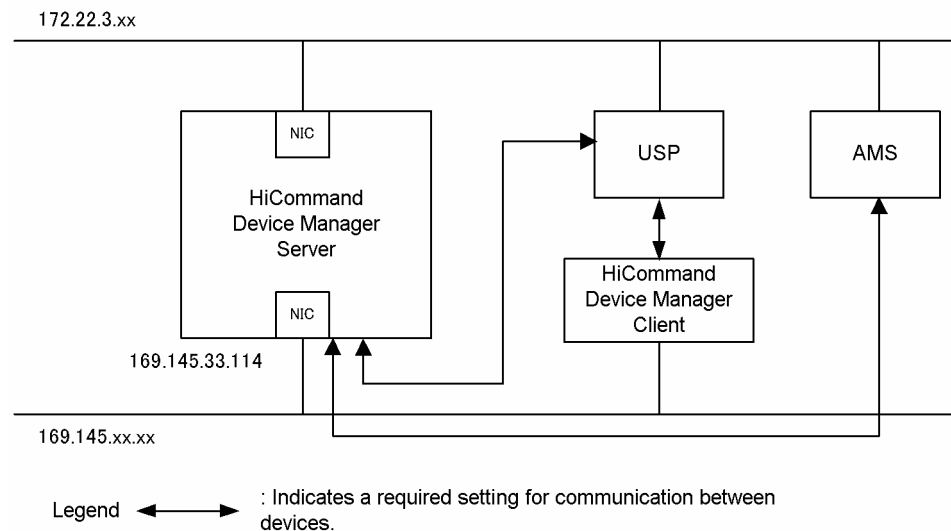 172.22.3.xx
NIC
USP
AMS
HiCommand
Device Manager
Server
HiCommand
Device Manager
Client
NIC
169.145.33.114
169.145.xx.xx
Legend
: Indicates a required setting for communication between
devices.